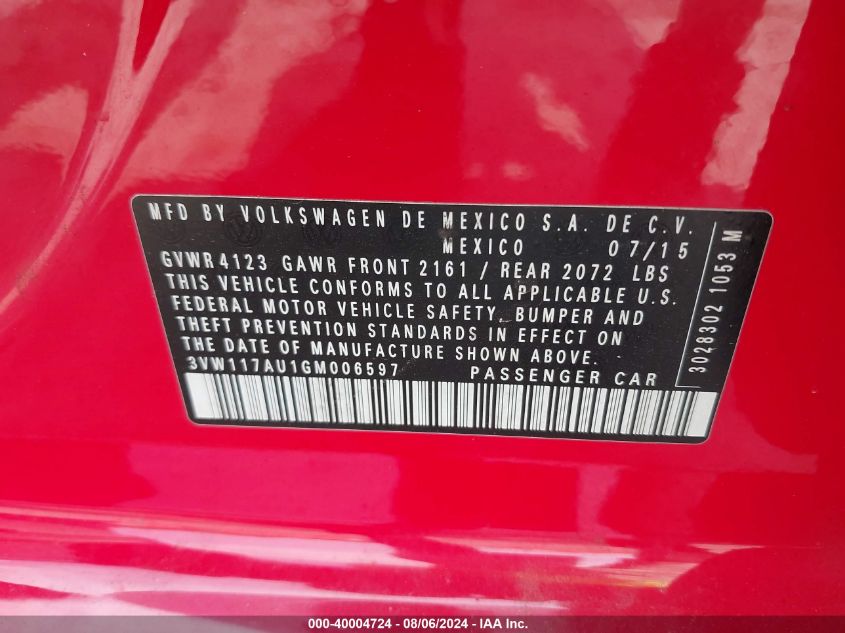 MFD BY VOLKSWAGEN DE MEXICO S.A. DE C.V.
MEXICO 07/15
GVWR 4123 GAWR FRONT 2161 / REAR 2072 LBS
THIS VEHICLE CONFORMS TO ALL APPLICABLE U.S.
FEDERAL MOTOR VEHICLE SAFETY, BUMPER AND
THEFT PREVENTION STANDARDS IN EFFECT ON
THE DATE OF MANUFACTURE SHOWN ABOVE.
3VW117AU1GM006597 PASSENGER CAR
3028302 1053 M
000-40004724 - 08/06/2024 - IAA Inc.